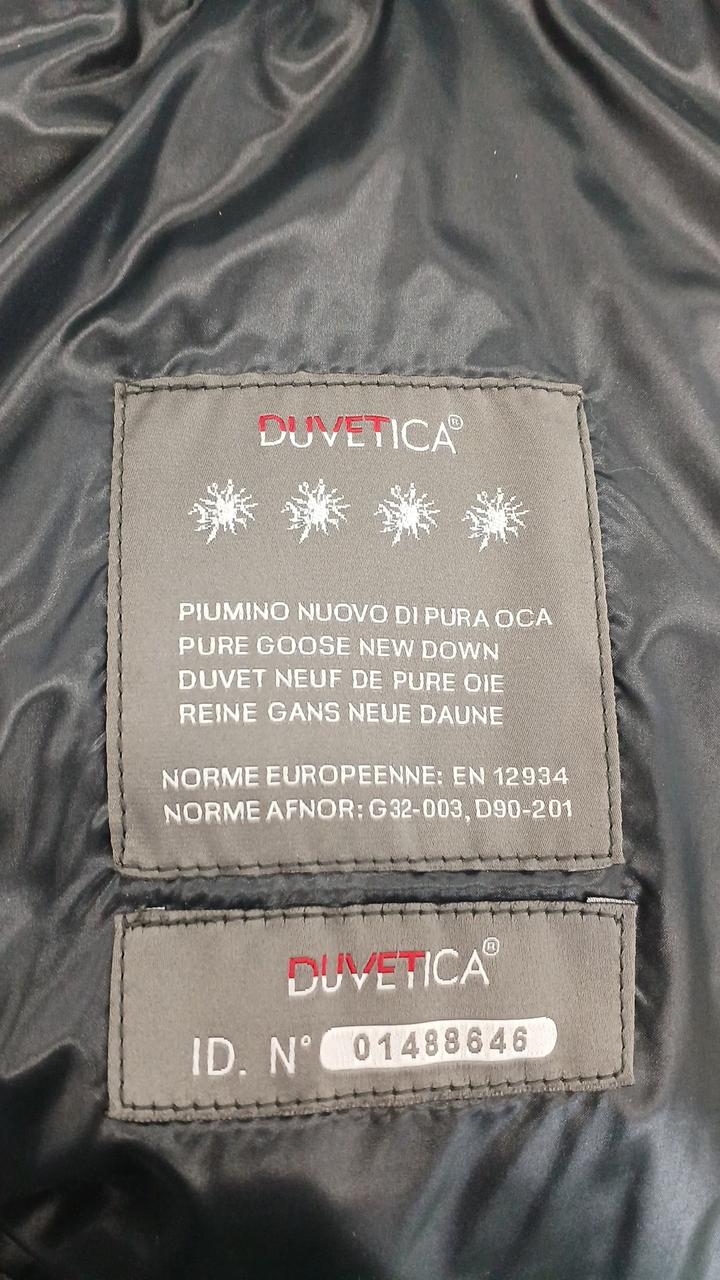 DUVETICA®
PIUMINO NUOVO DI PURA OCA
PURE GOOSE NEW DOWN
DUVET NEUF DE PURE OIE
REINE GANS NEUE DAUNE
NORME EUROPEENNE: EN 12934
NORME AFNOR: G32-003, D90-201
DUVETICA®
ID. N° 01488646